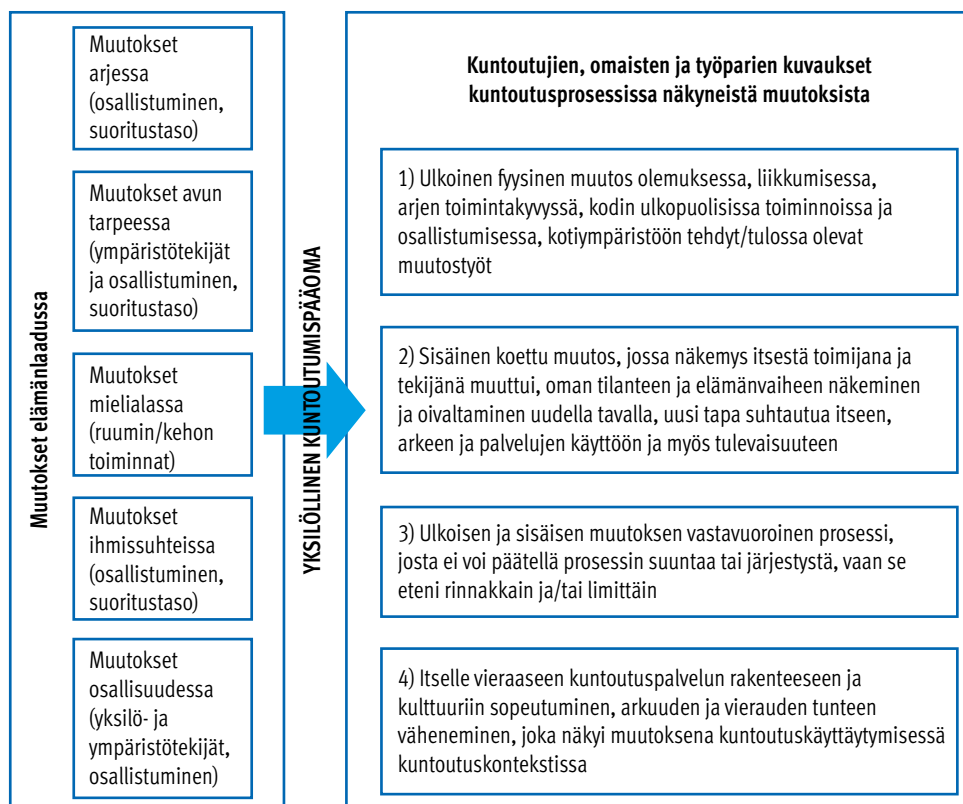 Muutokset elämänlaadussa
Muutokset
arjessa
(osallistuminen,
suoritustaso)
Muutokset avun
tarpeessa
(ympäristötekijät
ja osallistuminen,
suoritustaso)
Muutokset
mielialassa
(ruumin/kehon
toiminnat)
Muutokset
ihmissuhteissa
(osallistuminen,
suoritustaso)
Muutokset
osallisuudessa
(yksilö- ja
ympäristötekijät,
osallistuminen)
YKSILÖLLINEN KUNTOUTUMISPÄÄOMA
Kuntoutujien, omaisten ja työparien kuvaukset
kuntoutusprosessissa näkyneistä muutoksista
1) Ulkoinen fyysinen muutos olemuksessa, liikkumisessa,
arjen toimintakyvyssä, kodin ulkopuolisissa toiminnoissa ja
osallistumisessa, kotiympäristöön tehdyt/tulossa olevat
muutostyöt
2) Sisäinen koettu muutos, jossa näkemys itsestä toimijana ja
tekijänä muuttui, oman tilanteen ja elämänvaiheen näkeminen
ja oivaltaminen uudella tavalla, uusi tapa suhtautua itseen,
arkeen ja palvelujen käyttöön ja myös tulevaisuuteen
3) Ulkoisen ja sisäisen muutoksen vastavuoroinen prosessi,
josta ei voi päätellä prosessin suuntaa tai järjestystä, vaan se
eteni rinnakkain ja/tai limittäin
4) Itselle vieraaseen kuntoutuspalvelun rakenteeseen ja
kulttuuriin sopeutuminen, arkuuden ja vierauden tunteen
väheneminen, joka näkyi muutoksena kuntoutuskäyttäytymisessä
kuntoutuskontekstissa